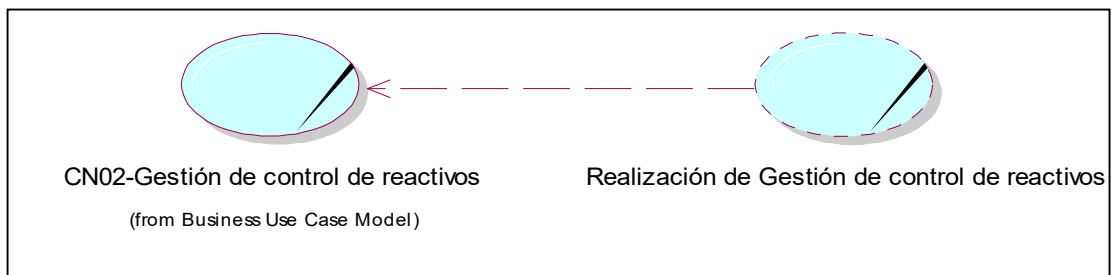 CN02-Gestión de control de reactivos
Realización de Gestión de control de reactivos
(from Business Use Case Model)